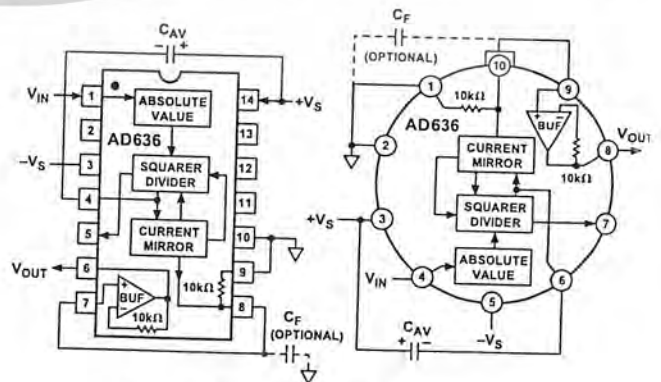 CAV
− +
VIN
1
ABSOLUTE
VALUE
14
+VS
2
AD636
13
−VS
3
SQUARER
DIVIDER
12
4
11
5
CURRENT
MIRROR
10
VOUT
6
9
10kΩ
7
+
BUF
−
10kΩ
8
CF
(OPTIONAL)
CF
(OPTIONAL)
10
1
10kΩ
9
AD636
+ −
BUF
8
VOUT
10kΩ
2
CURRENT
MIRROR
+VS
3
SQUARER
DIVIDER
7
VIN
4
ABSOLUTE
VALUE
6
5
−VS
CAV
+ −